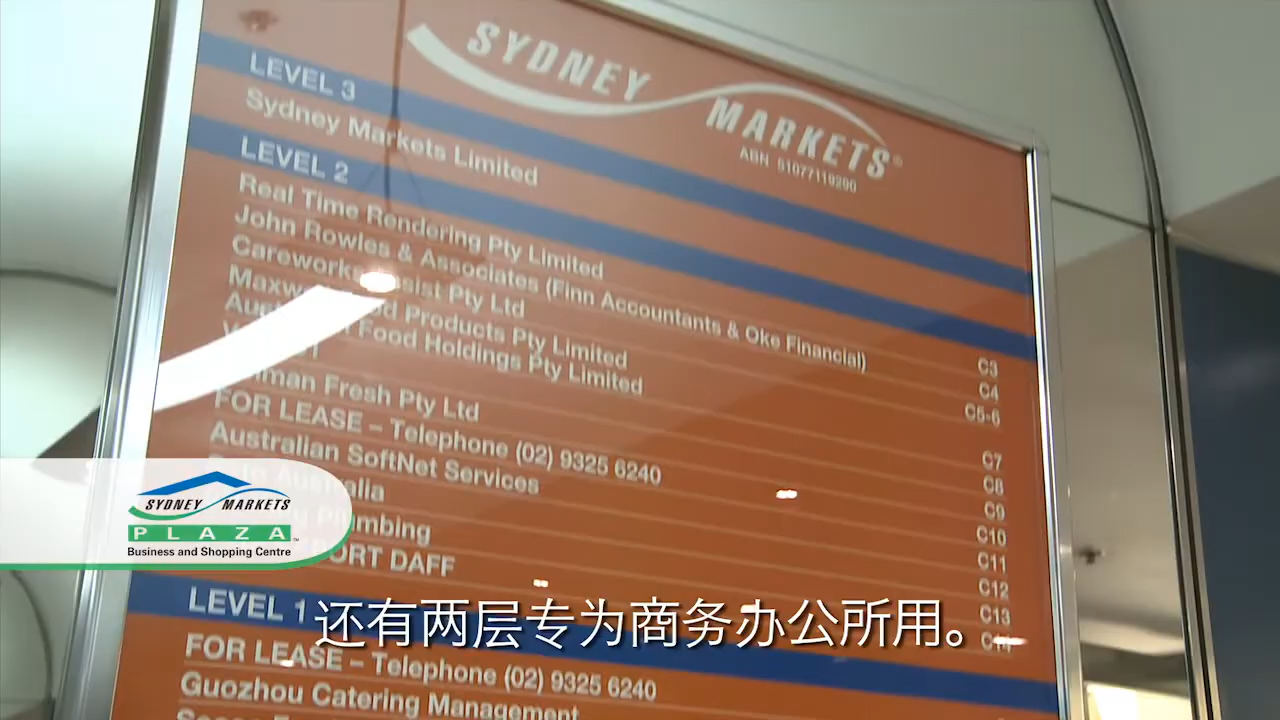 SYDNEY MARKETS®
ABN 51077119290
LEVEL 3
Sydney Markets Limited
LEVEL 2
Real Time Rendering Pty Limited
John Rowles & Associates (Finn Accountants & Oke Financial) C3
Pty Ltd C4
Products Pty Limited C5-6
Food Holdings Pty Limited
Fresh Pty Ltd C7
FOR LEASE – Telephone (02) 9325 6240 C8
Australian SoftNet Services C9
Australia C10
Plumbing C11
DAFF C12
C13
C14
LEVEL 1
FOR LEASE – Telephone (02) 9325 6240
Guozhou Catering Management
SYDNEY MARKETS
PLAZA™
Business and Shopping Centre
还有两层专为商务办公所用。